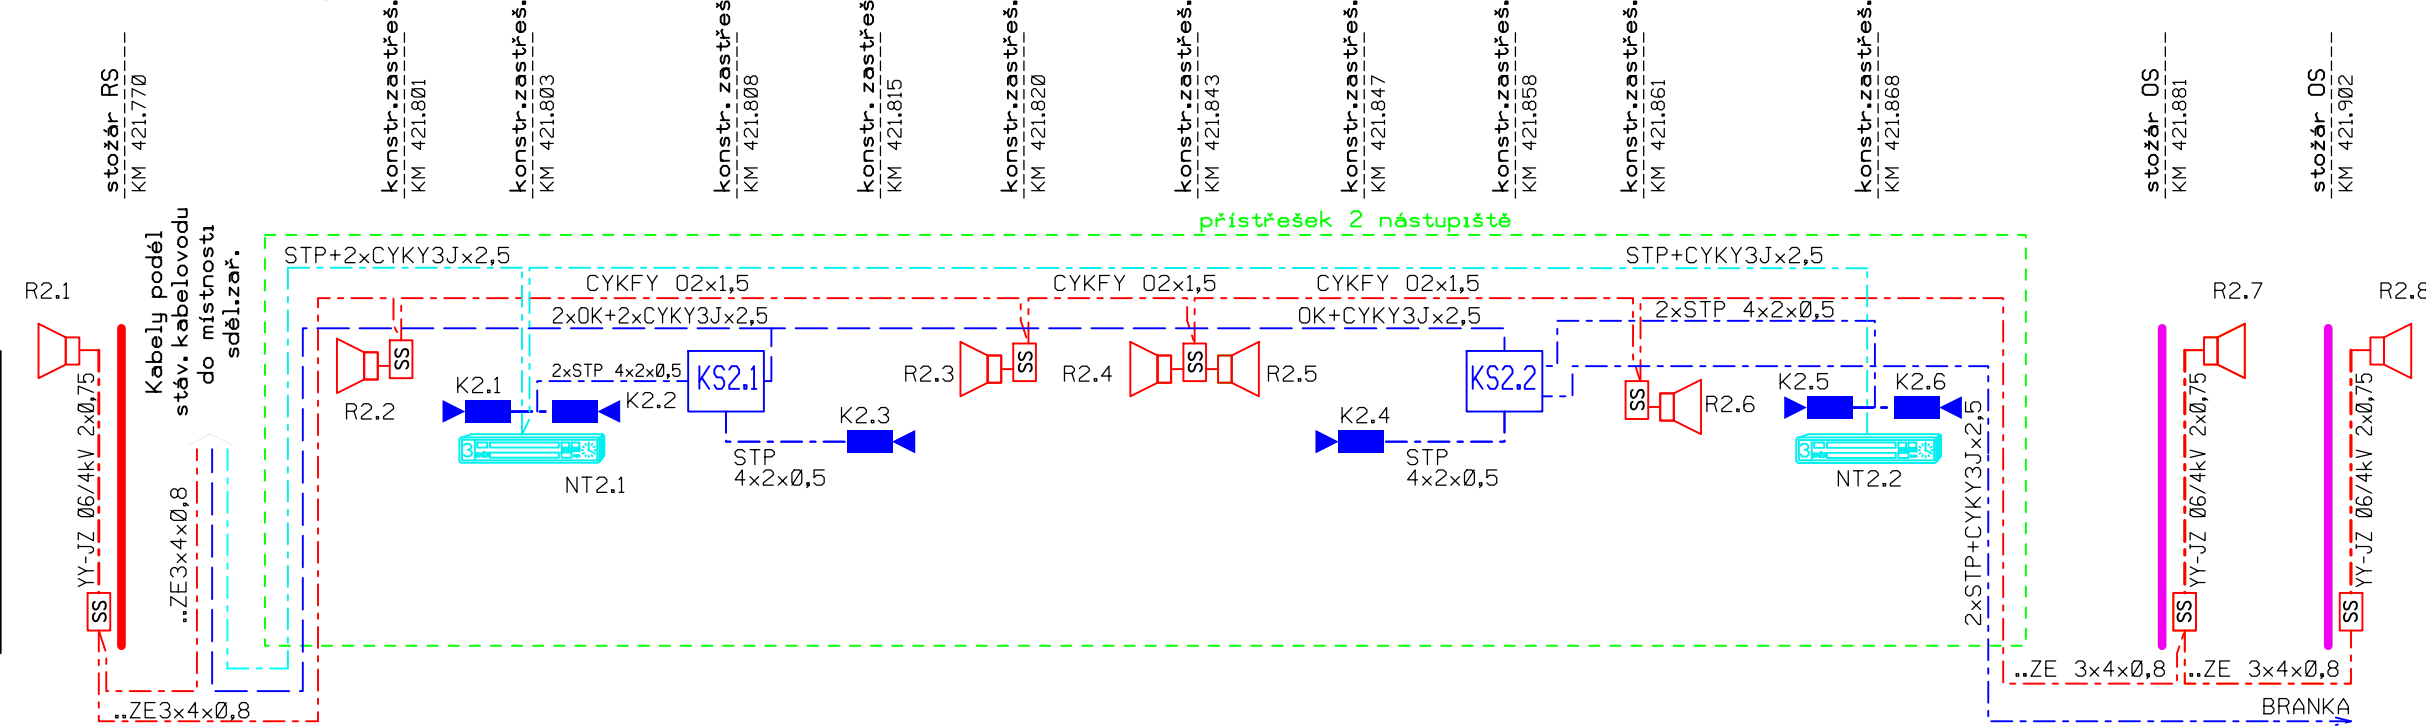 stožár RS
KM 421.770
konstr.zastřeš.
KM 421.801
konstr.zastřeš.
KM 421.803
konstr.zastřeš.
KM 421.808
konstr.zastřeš.
KM 421.815
konstr.zastřeš.
KM 421.820
konstr.zastřeš.
KM 421.843
konstr.zastřeš.
KM 421.847
konstr.zastřeš.
KM 421.858
konstr.zastřeš.
KM 421.861
konstr.zastřeš.
KM 421.868
stožár OS
KM 421.881
stožár OS
KM 421.902
Kabely podél
stáv.kabelovodu
do místnosti
sděl.zař.
přístřešek 2 nástupiště
STP+2xCYKY3Jx2,5
STP+CYKY3Jx2,5
CYKFY O2x1,5
CYKFY O2x1,5
CYKFY O2x1,5
2xOK+2xCYKY3Jx2,5
OK+CYKY3Jx2,5
2xSTP 4x2x0,5
R2.1
R2.2
SS
K2.1
2xSTP 4x2x0,5
K2.2
KS2.1
K2.3
STP
4x2x0,5
3
NT2.1
R2.3
SS
R2.4
SS
R2.5
KS2.2
K2.4
STP
4x2x0,5
SS
R2.6
K2.5
K2.6
3
NT2.2
R2.7
R2.8
YY-JZ 06/4kV 2x0,75
SS
..ZE3x4x0,8
..ZE3x4x0,8
2xSTP+CYKY3Jx2,5
YY-JZ 06/4kV 2x0,75
SS
YY-JZ 06/4kV 2x0,75
SS
..ZE 3x4x0,8
..ZE 3x4x0,8
BRANKA